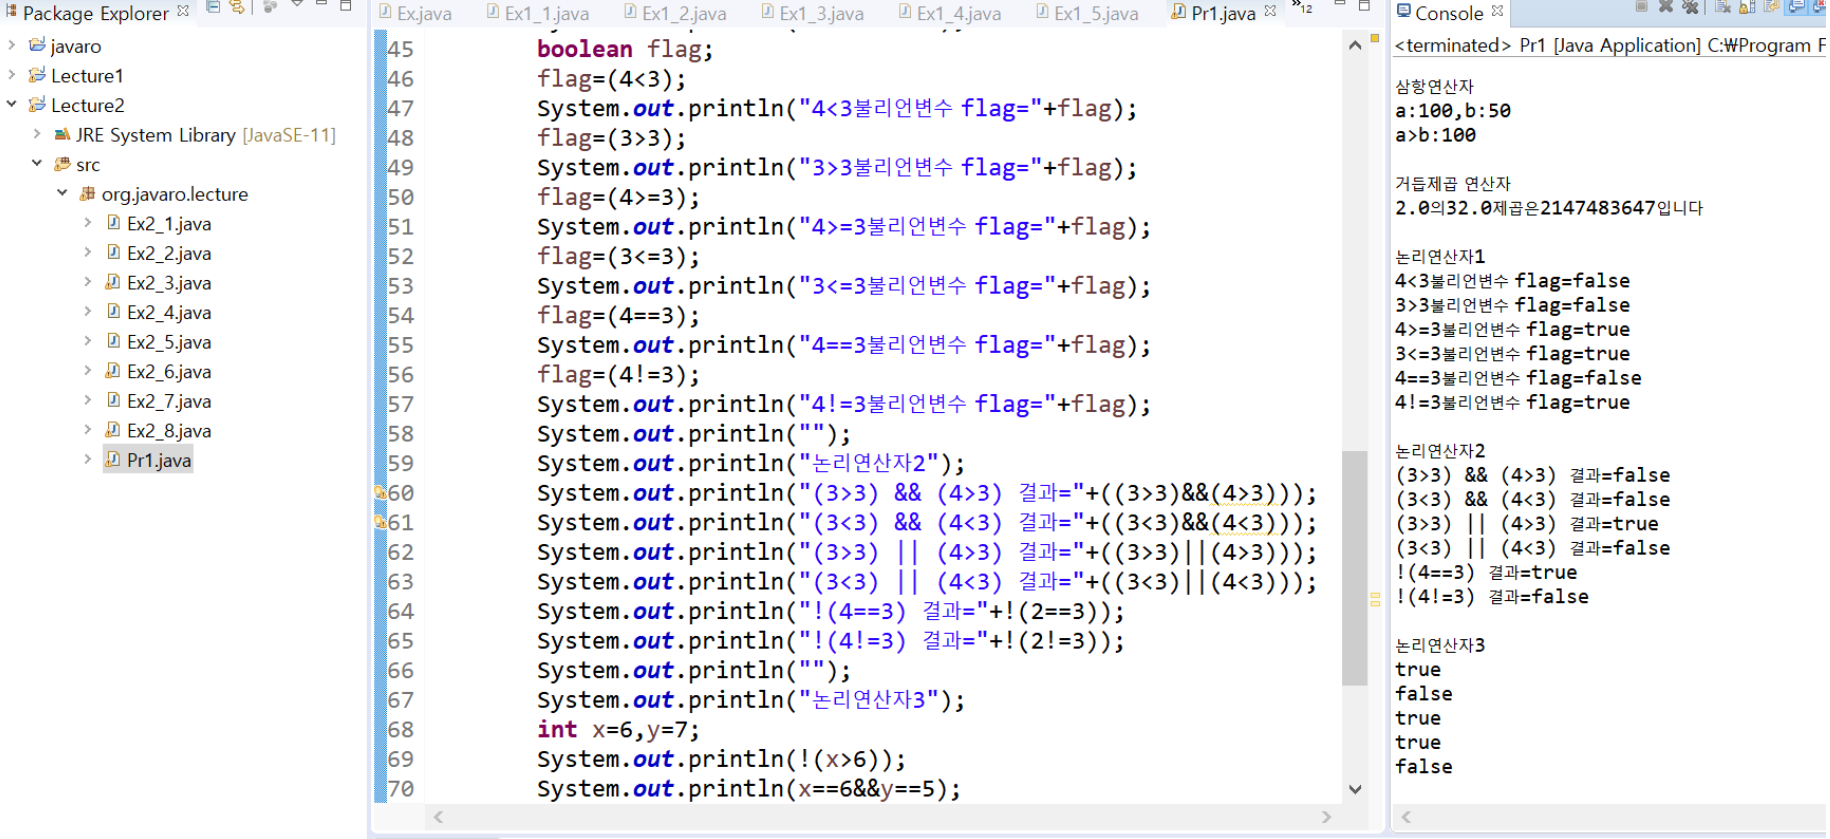 Package Explorer
javaro
Lecture1
Lecture2
JRE System Library [JavaSE-11]
src
org.javaro.lecture
Ex2_1.java
Ex2_2.java
Ex2_3.java
Ex2_4.java
Ex2_5.java
Ex2_6.java
Ex2_7.java
Ex2_8.java
Pr1.java
Ex.java Ex1_1.java Ex1_2.java Ex1_3.java Ex1_4.java Ex1_5.java Pr1.java »12
45 boolean flag;
46 flag=(4<3);
47 System.out.println("4<3불리언변수 flag="+flag);
48 flag=(3>3);
49 System.out.println("3>3불리언변수 flag="+flag);
50 flag=(4>=3);
51 System.out.println("4>=3불리언변수 flag="+flag);
52 flag=(3<=3);
53 System.out.println("3<=3불리언변수 flag="+flag);
54 flag=(4==3);
55 System.out.println("4==3불리언변수 flag="+flag);
56 flag=(4!=3);
57 System.out.println("4!=3불리언변수 flag="+flag);
58 System.out.println("");
59 System.out.println("논리연산자2");
60 System.out.println("(3>3) && (4>3) 결과="+((3>3)&&(4>3)));
61 System.out.println("(3<3) && (4<3) 결과="+((3<3)&&(4<3)));
62 System.out.println("(3>3) || (4>3) 결과="+((3>3)||(4>3)));
63 System.out.println("(3<3) || (4<3) 결과="+((3<3)||(4<3)));
64 System.out.println("!(4==3) 결과="+!(2==3));
65 System.out.println("!(4!=3) 결과="+!(2!=3));
66 System.out.println("");
67 System.out.println("논리연산자3");
68 int x=6,y=7;
69 System.out.println(!(x>6));
70 System.out.println(x==6&&y==5);
Console
<terminated> Pr1 [Java Application] C:₩Program F
삼항연산자
a:100,b:50
a>b:100
거듭제곱 연산자
2.0의32.0제곱은2147483647입니다
논리연산자1
4<3불리언변수 flag=false
3>3불리언변수 flag=false
4>=3불리언변수 flag=true
3<=3불리언변수 flag=true
4==3불리언변수 flag=false
4!=3불리언변수 flag=true
논리연산자2
(3>3) && (4>3) 결과=false
(3<3) && (4<3) 결과=false
(3>3) || (4>3) 결과=true
(3<3) || (4<3) 결과=false
!(4==3) 결과=true
!(4!=3) 결과=false
논리연산자3
true
false
true
true
false